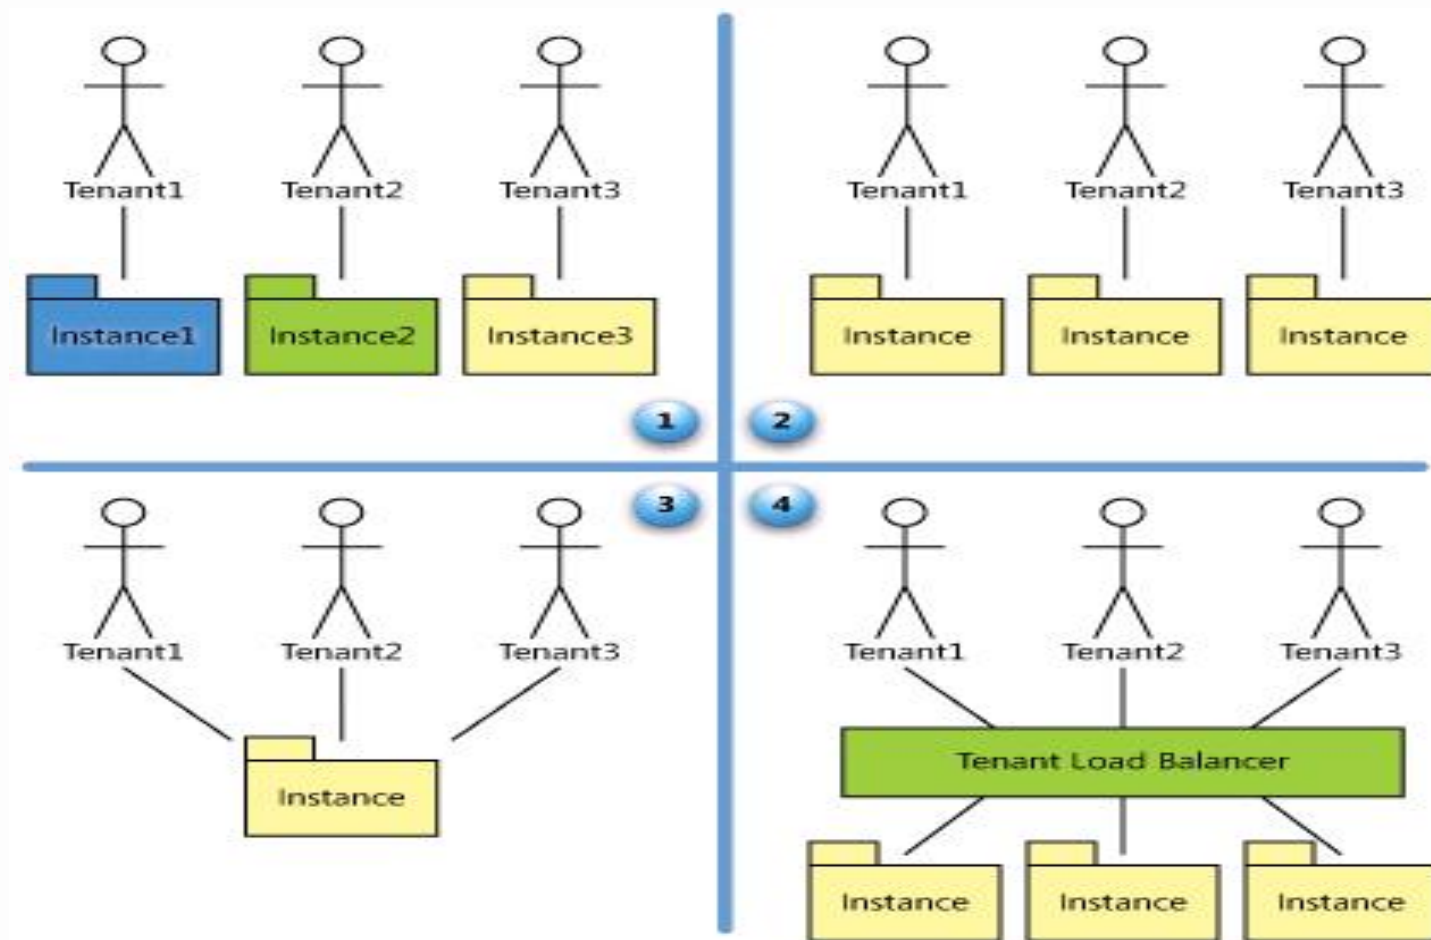 Tenant1 Tenant2 Tenant3
Instance1 Instance2 Instance3
1
Tenant1 Tenant2 Tenant3
Instance Instance Instance
2
3
Tenant1 Tenant2 Tenant3
Instance
4
Tenant1 Tenant2 Tenant3
Tenant Load Balancer
Instance Instance Instance